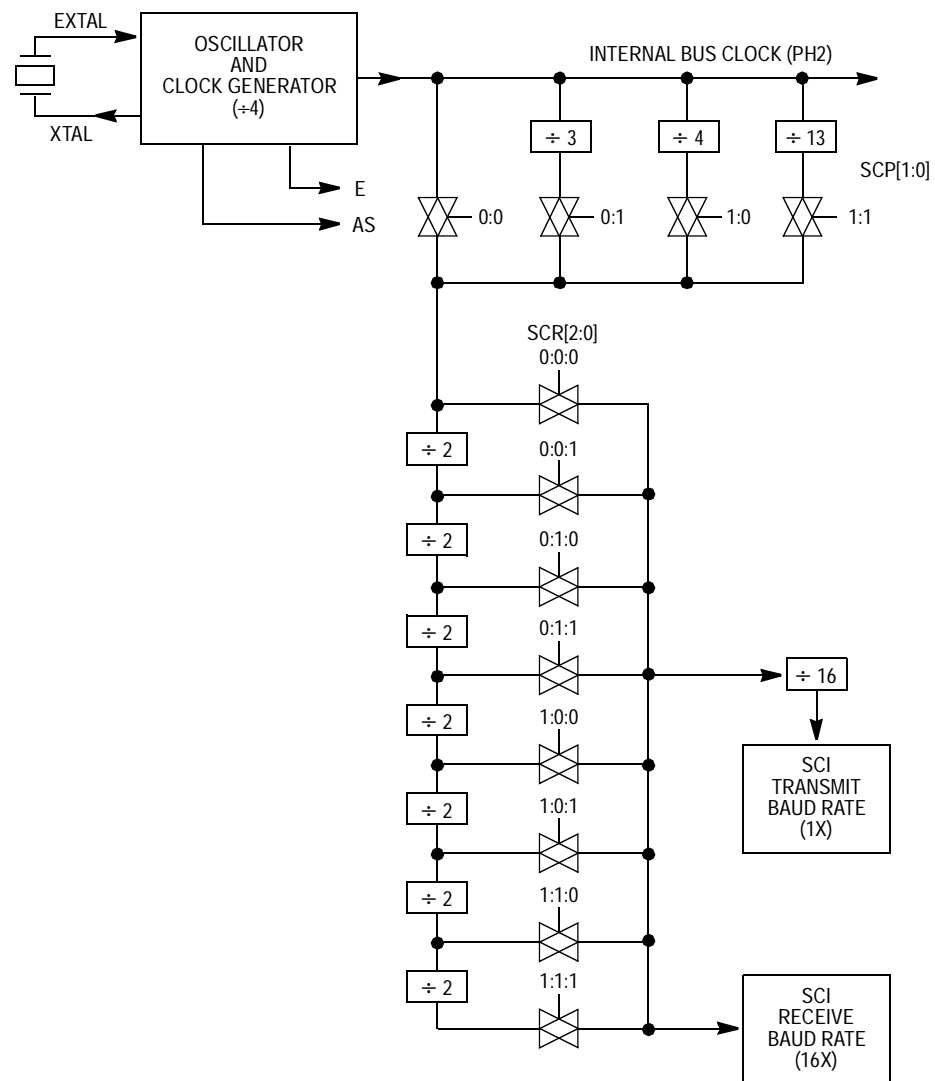 EXTAL
OSCILLATOR
AND
CLOCK GENERATOR
(÷4)
XTAL
INTERNAL BUS CLOCK (PH2)
÷ 3
÷ 4
÷ 13
SCP[1:0]
E
AS
0:0
0:1
1:0
1:1
SCR[2:0]
0:0:0
÷ 2
0:0:1
÷ 2
0:1:0
÷ 2
0:1:1
÷ 16
÷ 2
1:0:0
SCI
TRANSMIT
BAUD RATE
(1X)
÷ 2
1:0:1
÷ 2
1:1:0
÷ 2
1:1:1
SCI
RECEIVE
BAUD RATE
(16X)